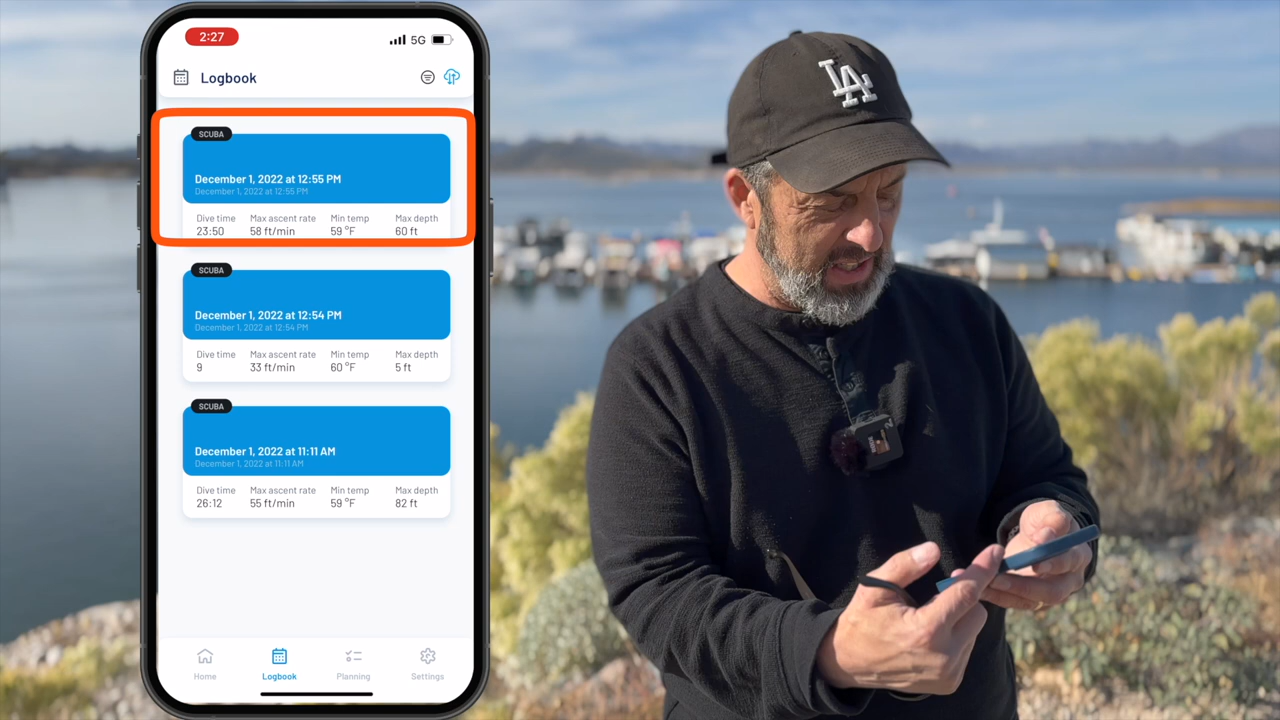 2:27
5G
Logbook
SCUBA
December 1, 2022 at 12:55 PM
December 1, 2022 at 12:55 PM
Dive time Max ascent rate Min temp Max depth
23:50 58 ft/min 59 °F 60 ft
SCUBA
December 1, 2022 at 12:54 PM
December 1, 2022 at 12:54 PM
Dive time Max ascent rate Min temp Max depth
9 33 ft/min 60 °F 5 ft
SCUBA
December 1, 2022 at 11:11 AM
December 1, 2022 at 11:11 AM
Dive time Max ascent rate Min temp Max depth
26:12 55 ft/min 59 °F 82 ft
Home Logbook Planning Settings
LA